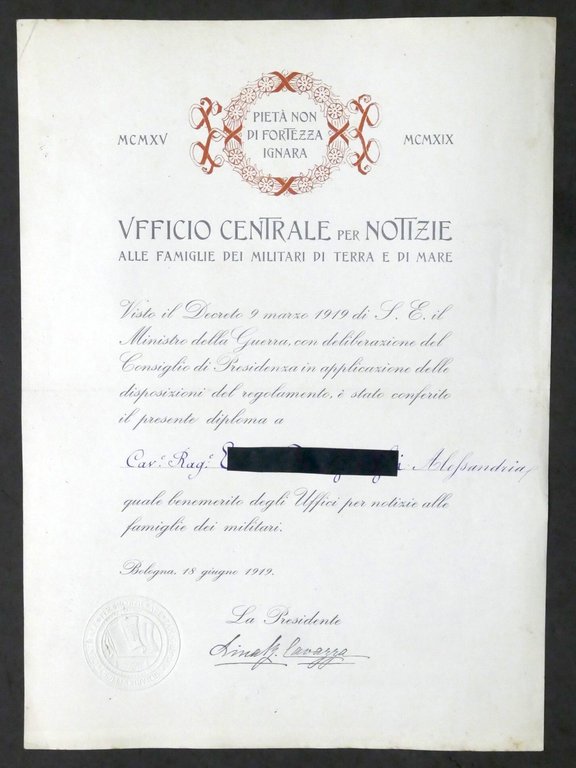 PIETÀ NON
DI FORTEZZA
IGNARA
MCMXV
MCMXIX
VFFICIO CENTRALE PER NOTIZIE
ALLE FAMIGLIE DEI MILITARI DI TERRA E DI MARE
Visto il Decreto 9 marzo 1919 di S. E. il
Ministro della Guerra, con deliberazione del
Consiglio di Presidenza in applicazione delle
disposizioni del regolamento, è stato conferito
il presente diploma a
Cav.r Rag.e Alessandria
quale benemerito degli Uffici per notizie alle
famiglie dei militari.
Bologna, 18 giugno 1919.
La Presidente
Lina B. Cavazza